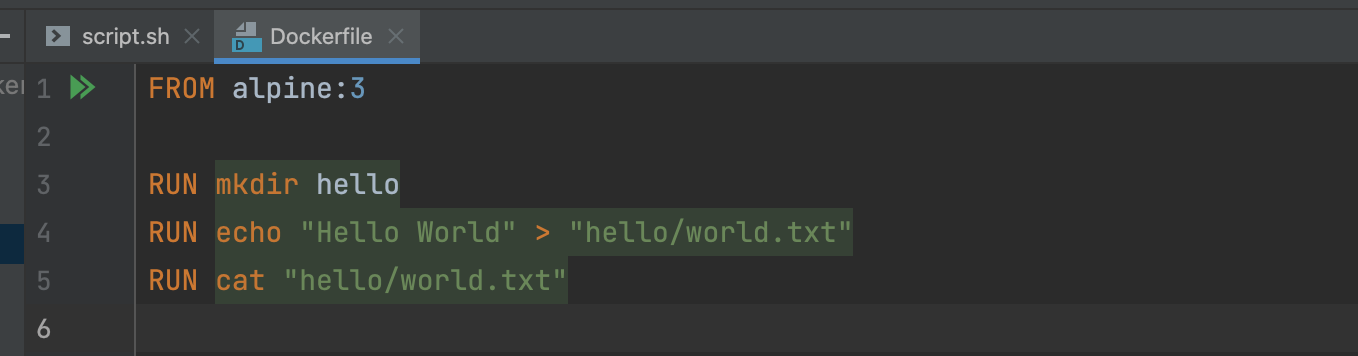 script.sh Dockerfile
1 FROM alpine:3
2
3 RUN mkdir hello
4 RUN echo "Hello World" > "hello/world.txt"
5 RUN cat "hello/world.txt"
6